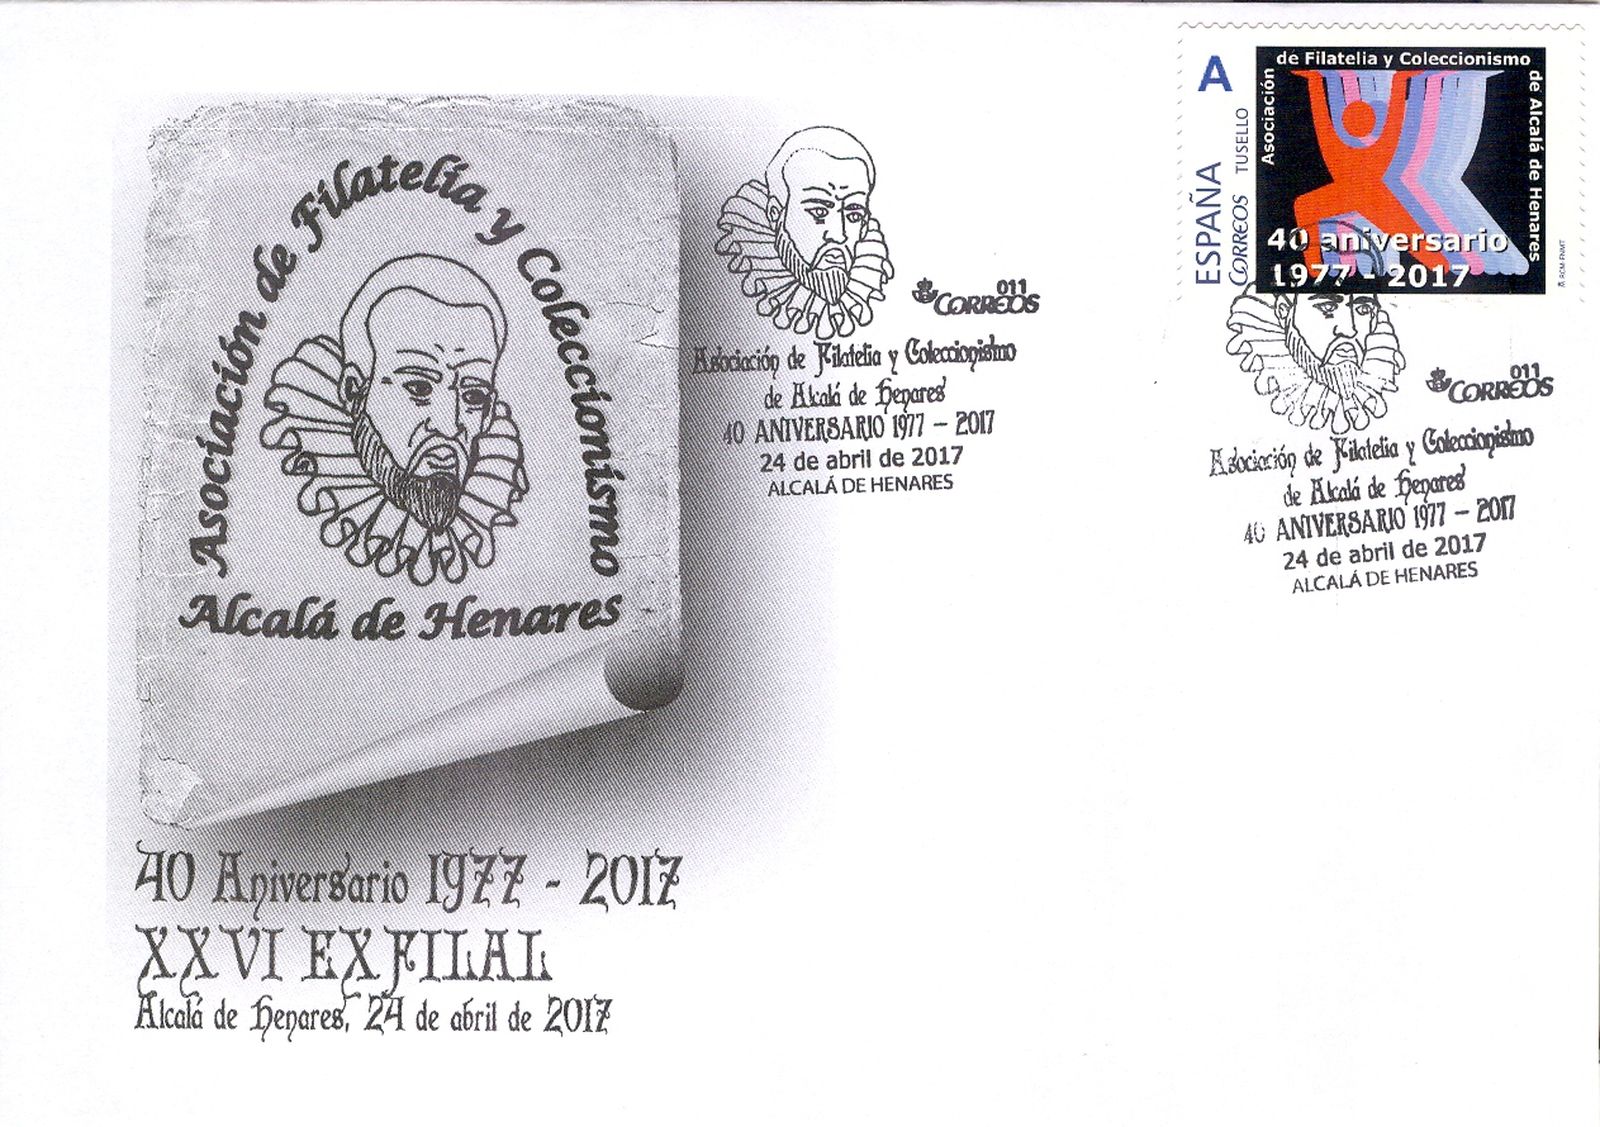 Asociación de Filatelia y Coleccionismo
Alcalá de Henares
40 Aniversario 1977 - 2017
XXVI EXFILAL
Alcalá de Henares, 24 de abril de 2017
011
CORREOS
Asociación de Filatelia y Coleccionismo
de Alcalá de Henares
40 ANIVERSARIO 1977 – 2017
24 de abril de 2017
ALCALÁ DE HENARES
A
ESPAÑA
CORREOS TUSELLO
Asociación
de Filatelia y Coleccionismo
de Alcalá de Henares
40 aniversario
1977 - 2017
011
CORREOS
Asociación de Filatelia y Coleccionismo
de Alcalá de Henares
40 ANIVERSARIO 1977 – 2017
24 de abril de 2017
ALCALÁ DE HENARES